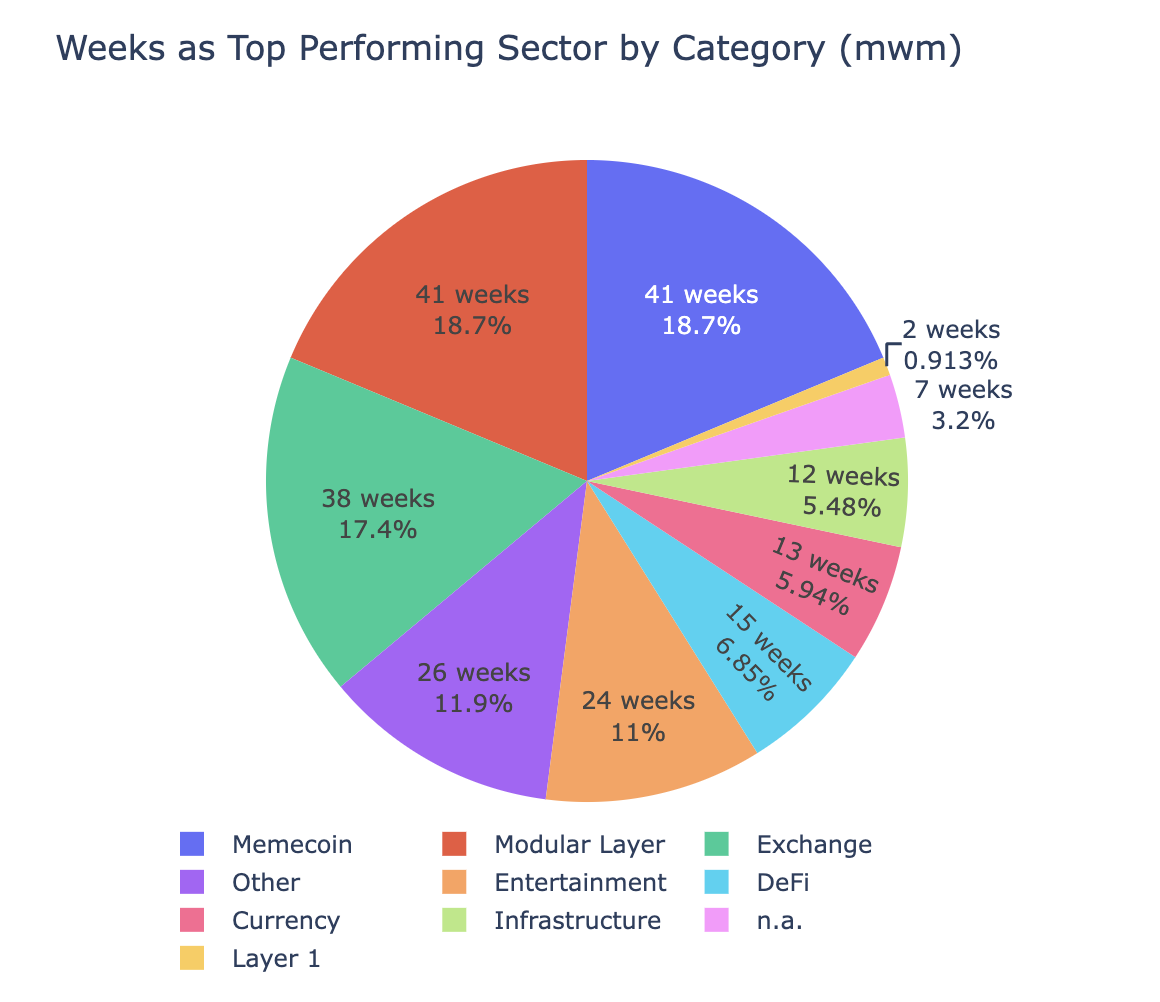 Weeks as Top Performing Sector by Category (mwm)
41 weeks
18.7%
41 weeks
18.7%
2 weeks
0.913%
7 weeks
3.2%
12 weeks
5.48%
38 weeks
17.4%
13 weeks
5.94%
15 weeks
6.85%
26 weeks
11.9%
24 weeks
11%
Memecoin
Modular Layer
Exchange
Other
Entertainment
DeFi
Currency
Infrastructure
n.a.
Layer 1